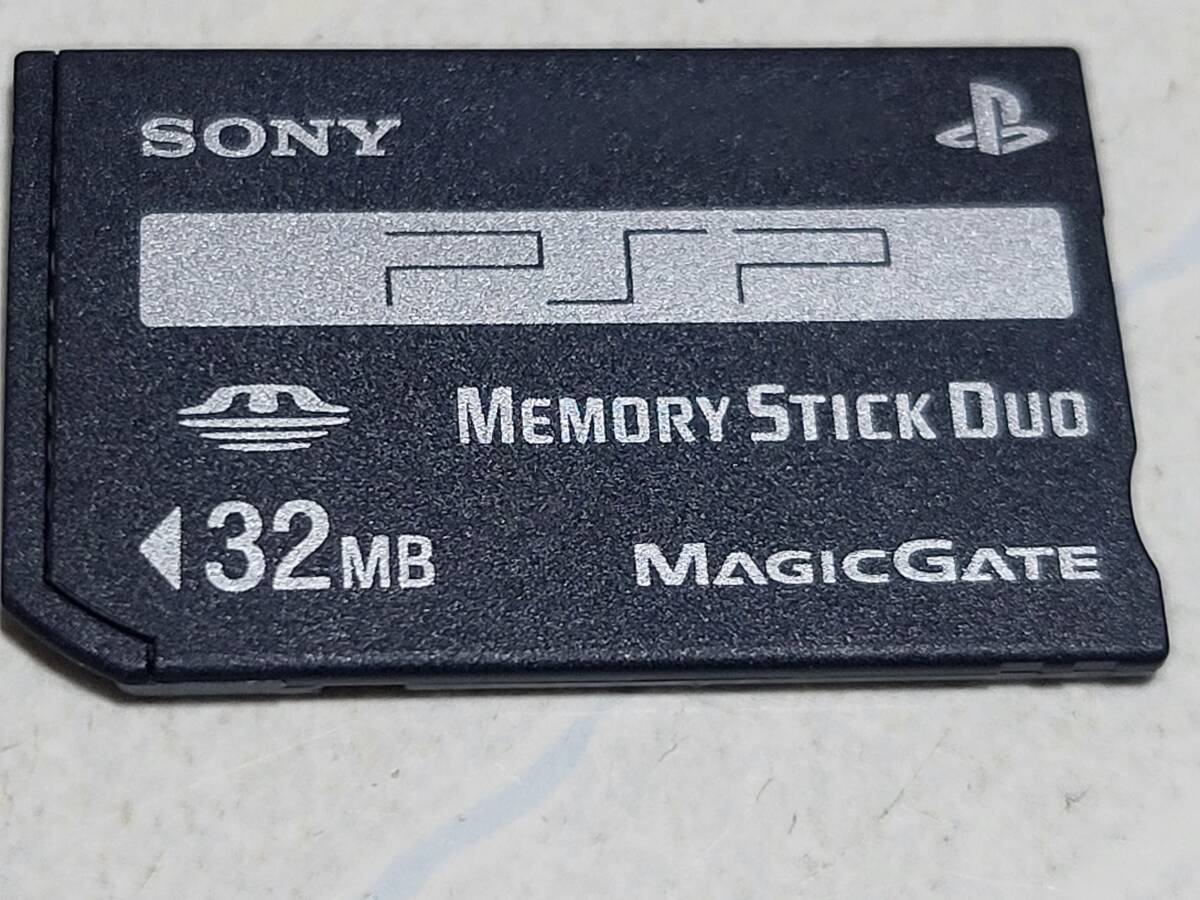 SONY
PSP
MEMORY STICK DUO
32MB
MAGICGATE